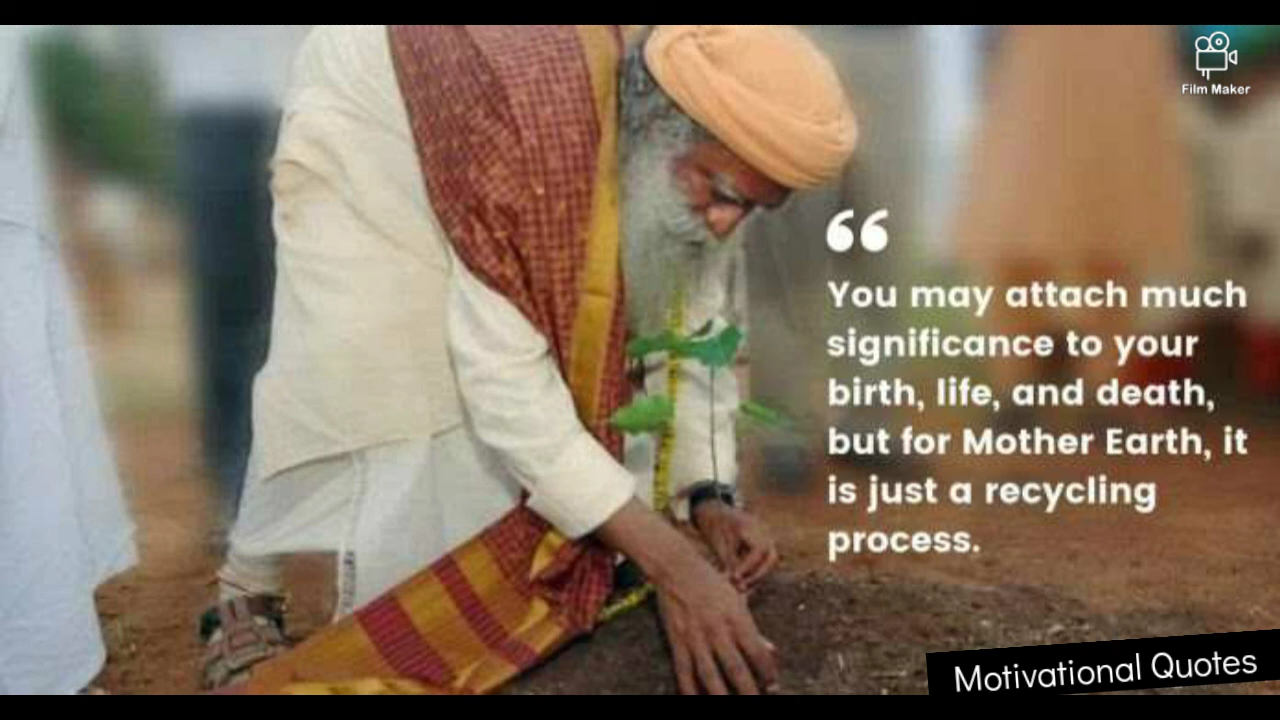 Film Maker
“
You may attach much
significance to your
birth, life, and death,
but for Mother Earth, it
is just a recycling
process.
Motivational Quotes